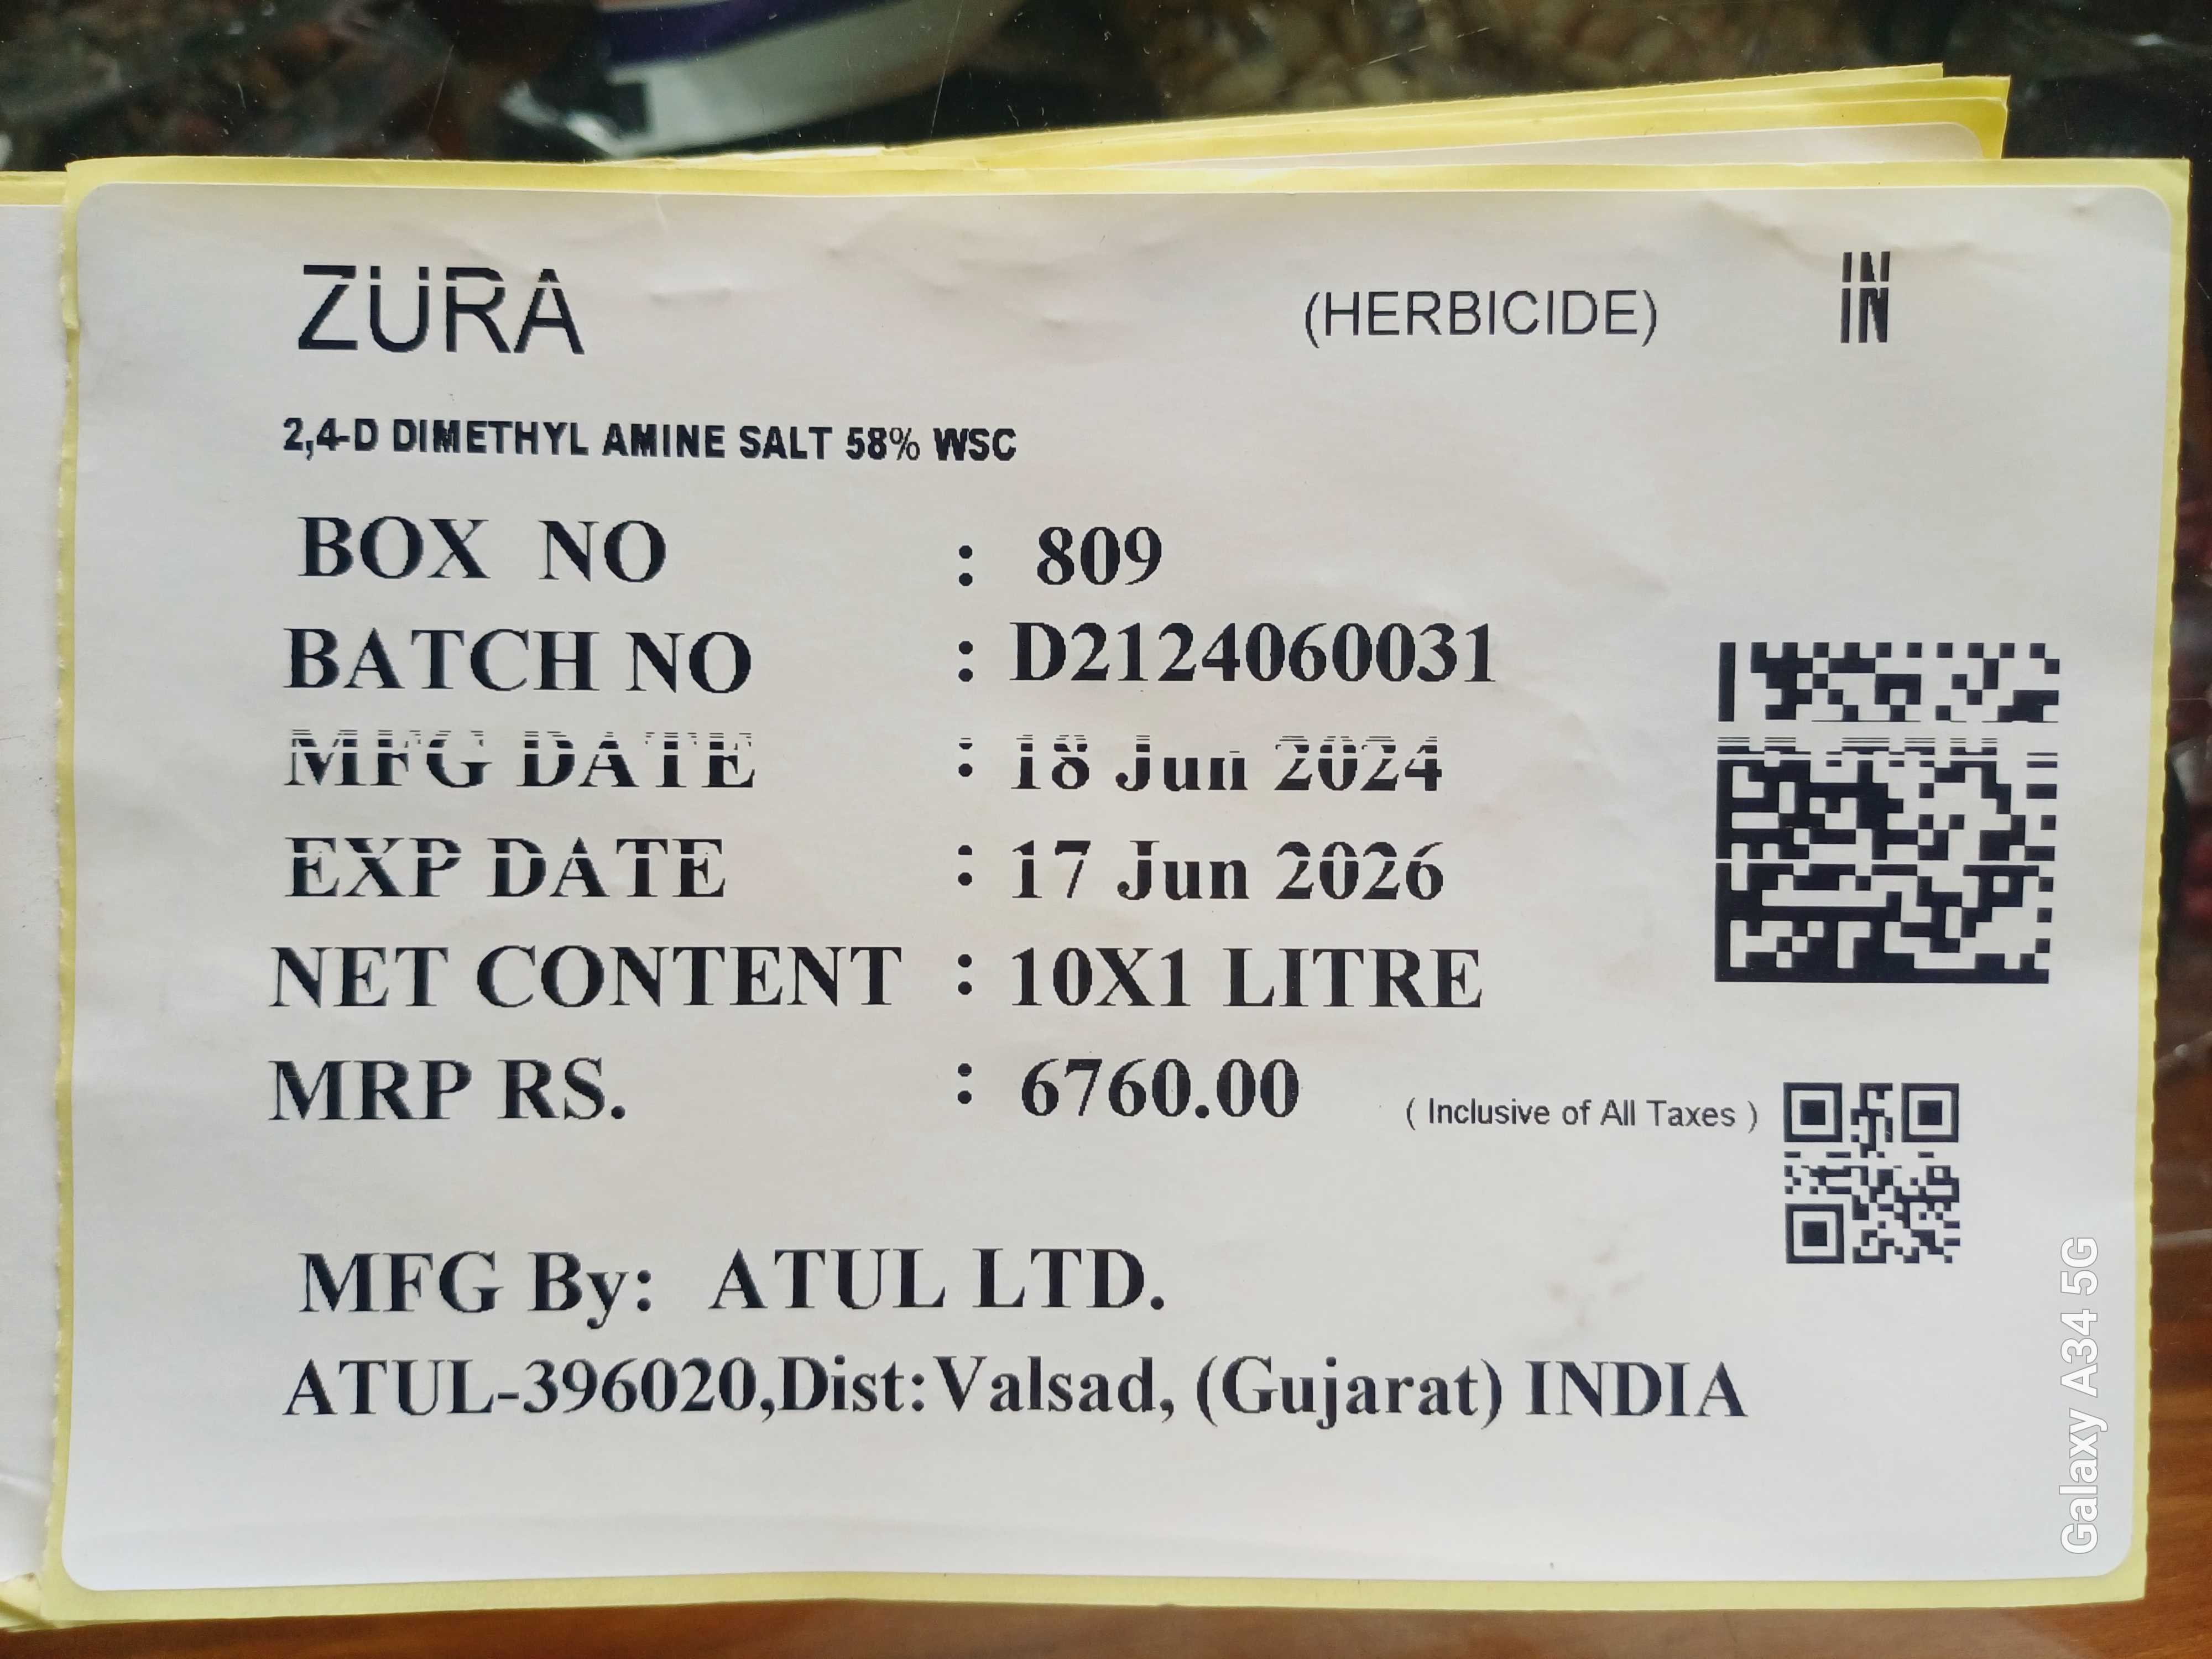 ZURA (HERBICIDE) IN
2,4-D DIMETHYL AMINE SALT 58% WSC
BOX NO : 809
BATCH NO : D2124060031
MFG DATE : 18 Jun 2024
EXP DATE : 17 Jun 2026
NET CONTENT : 10X1 LITRE
MRP RS. : 6760.00 ( Inclusive of All Taxes )
MFG By: ATUL LTD.
ATUL-396020,Dist:Valsad, (Gujarat) INDIA
Galaxy A34 5G